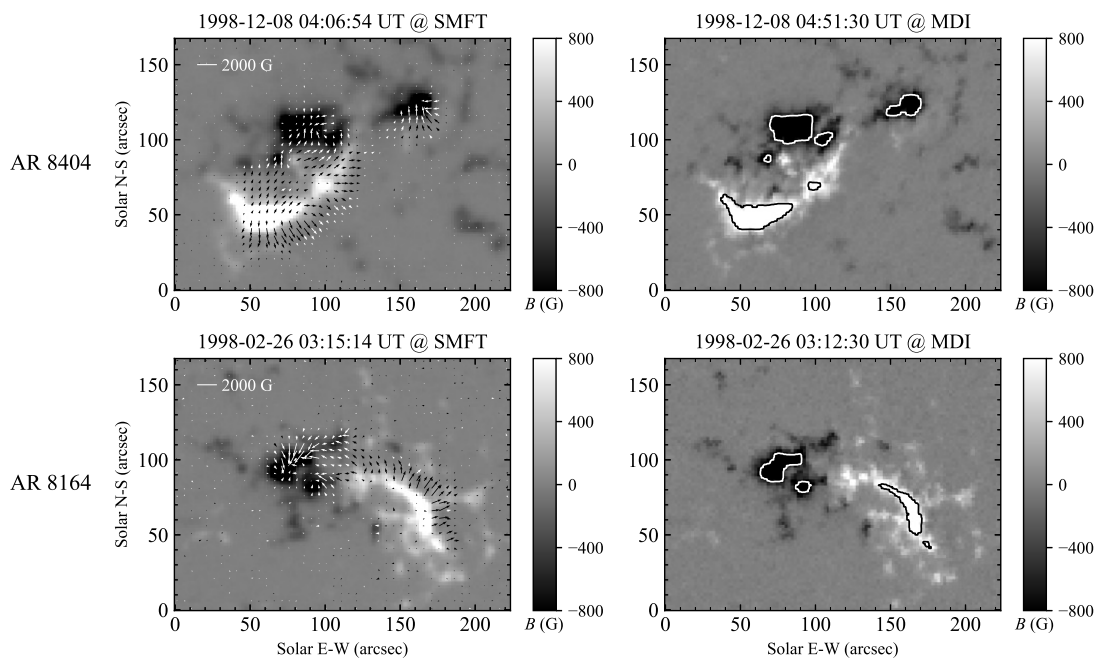 1998-12-08 04:06:54 UT @ SMFT
1998-12-08 04:51:30 UT @ MDI
AR 8404
Solar N-S (arcsec)
150
100
50
0
2000 G
0 50 100 150 200
800
400
0
−400
−800
B (G)
Solar N-S (arcsec)
150
100
50
0
0 50 100 150 200
800
400
0
−400
−800
B (G)
1998-02-26 03:15:14 UT @ SMFT
1998-02-26 03:12:30 UT @ MDI
AR 8164
Solar N-S (arcsec)
150
100
50
0
2000 G
0 50 100 150 200
Solar E-W (arcsec)
800
400
0
−400
−800
B (G)
Solar N-S (arcsec)
150
100
50
0
0 50 100 150 200
Solar E-W (arcsec)
800
400
0
−400
−800
B (G)